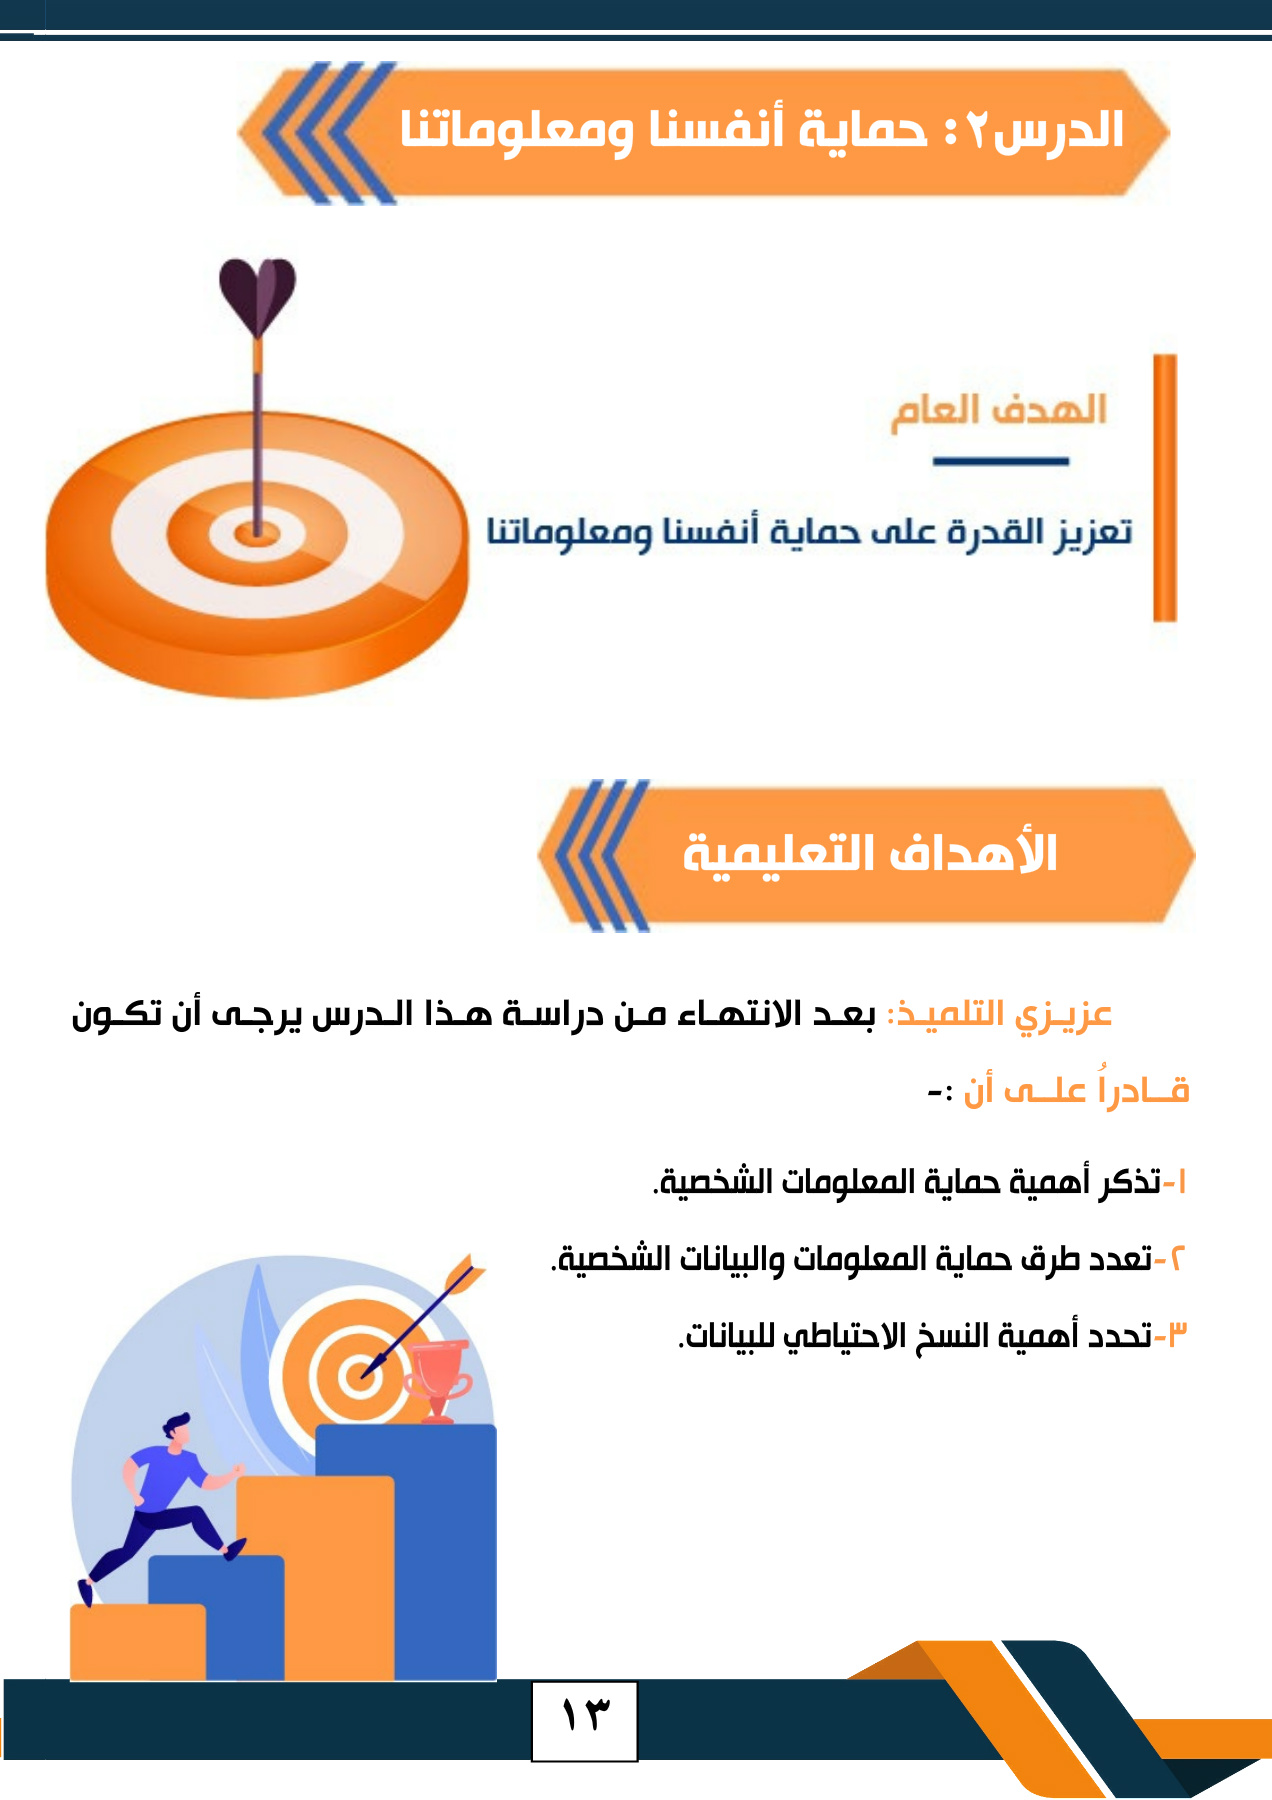 الدرس٢: حماية أنفسنا ومعلوماتنا
الهدف العام
تعزيز القدرة على حماية أنفسنا ومعلوماتنا
الأهداف التعليمية
عزيـزي التلميـذ: بعـد الانتهـاء مـن دراسـة هـذا الـدرس يرجـى أن تكـون
قـــادراُ علـــى أن :-
١-تذكر أهمية حماية المعلومات الشخصية.
٢-تعدد طرق حماية المعلومات والبيانات الشخصية.
٣-تحدد أهمية النسخ الاحتياطي للبيانات.
١٣